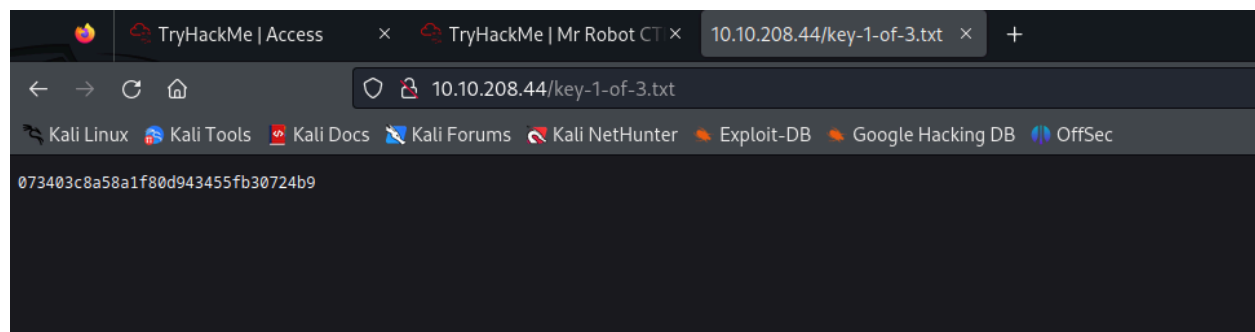 TryHackMe | Access
TryHackMe | Mr Robot CT
10.10.208.44/key-1-of-3.txt
10.10.208.44/key-1-of-3.txt
Kali Linux Kali Tools Kali Docs Kali Forums Kali NetHunter Exploit-DB Google Hacking DB OffSec
073403c8a58a1f80d943455fb30724b9